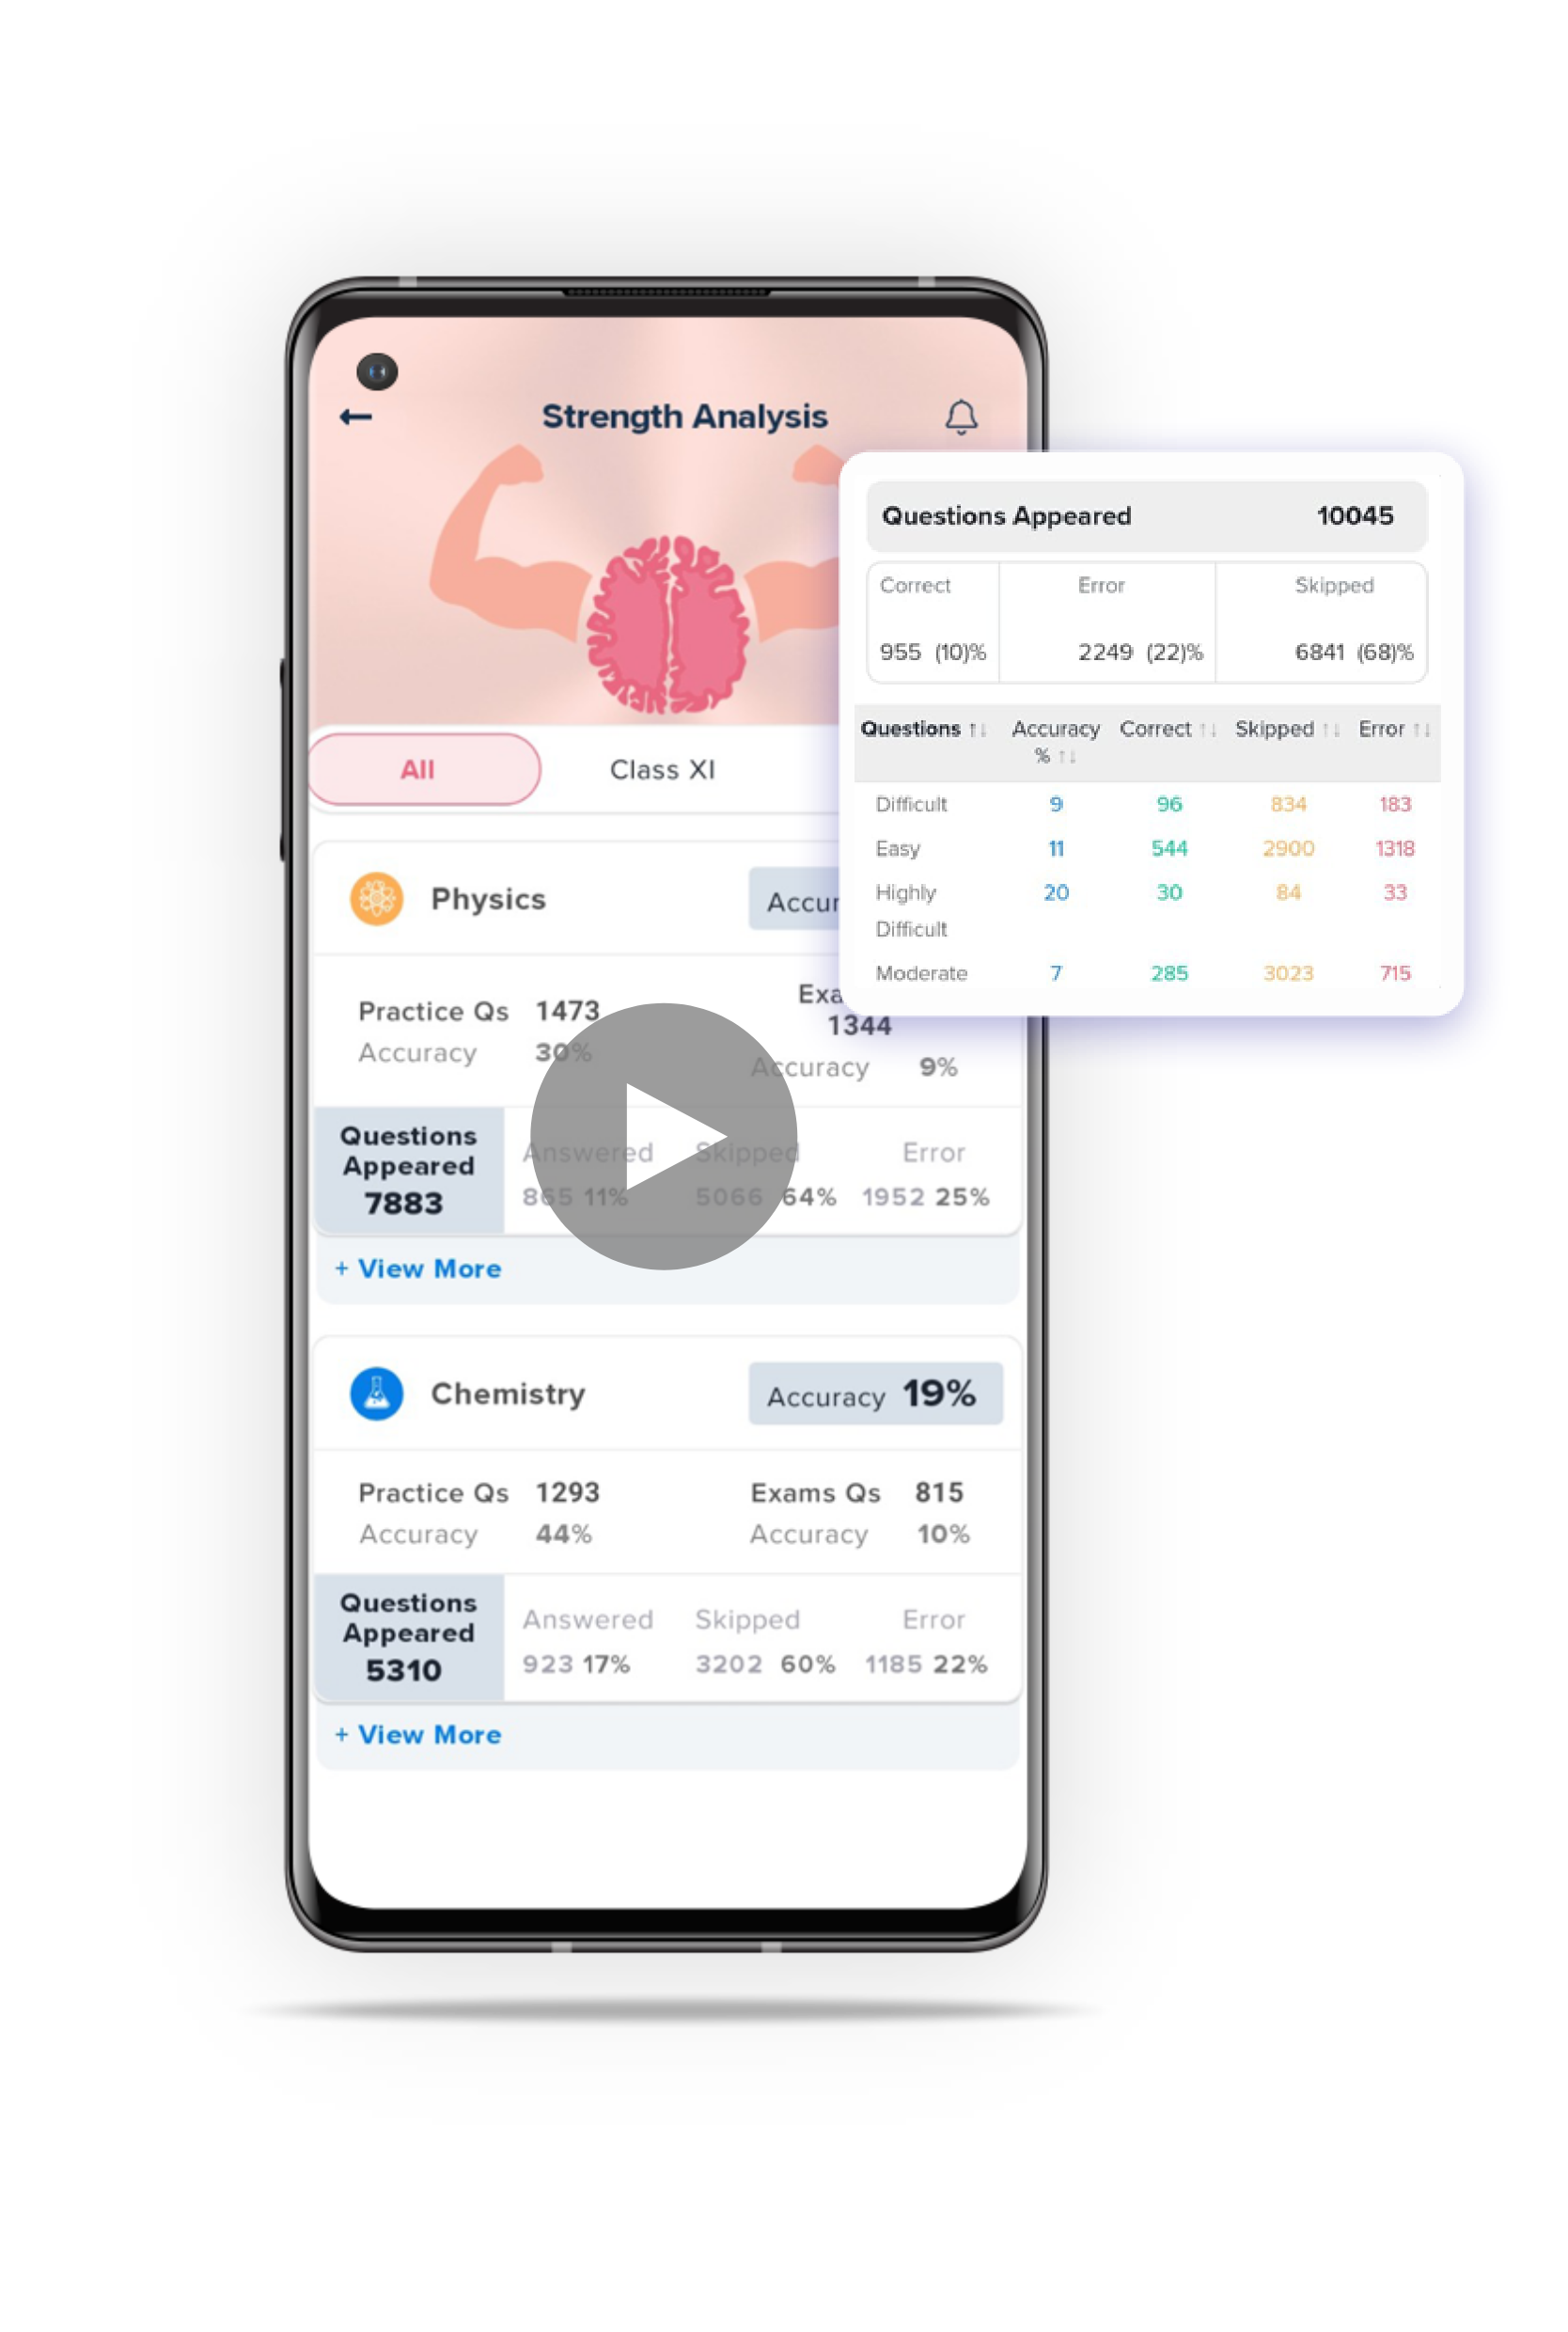 Strength Analysis
Questions Appeared 10045
Correct Error Skipped
955 (10)% 2249 (22)% 6841 (68)%
Questions ↑↓ Accuracy Correct ↑↓ Skipped ↑↓ Error ↑↓
% ↑↓
Difficult 9 96 834 183
Easy 11 544 2900 1318
Highly 20 30 84 33
Difficult
Moderate 7 285 3023 715
All Class XI
Physics Accur
Practice Qs 1473 Exa
1344
Accuracy 30% Accuracy 9%
Questions
Appeared
7883
Answered Skipped Error
865 11% 5066 64% 1952 25%
+ View More
Chemistry Accuracy 19%
Practice Qs 1293 Exams Qs 815
Accuracy 44% Accuracy 10%
Questions
Appeared
5310
Answered Skipped Error
923 17% 3202 60% 1185 22%
+ View More